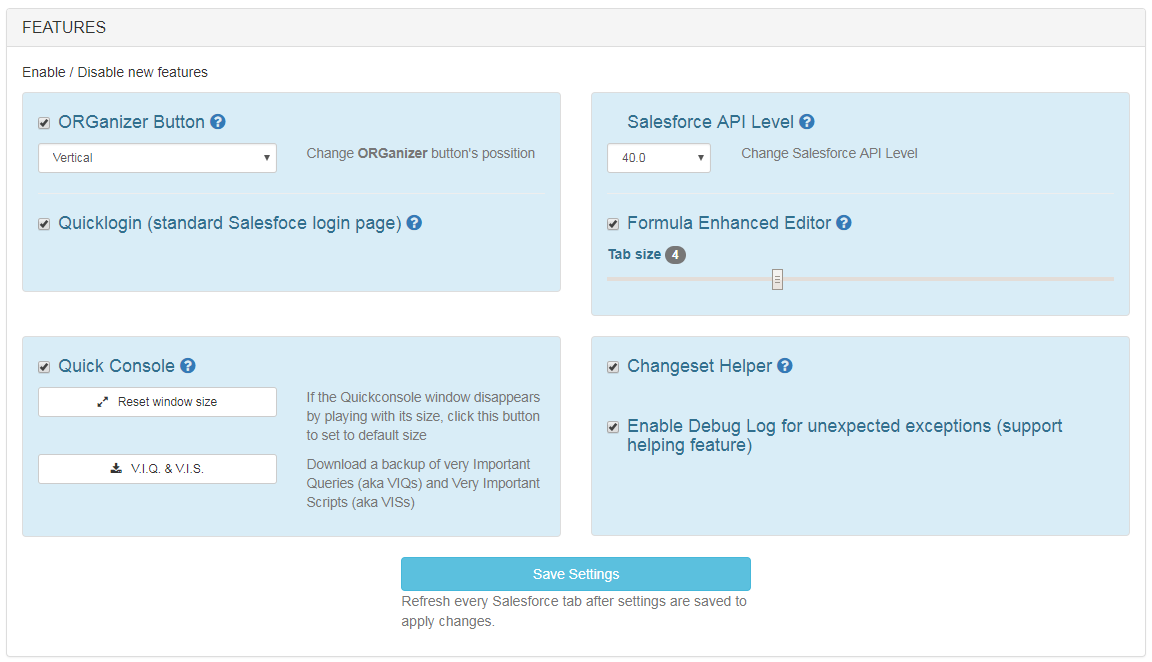 FEATURES
Enable / Disable new features
ORGanizer Button
Vertical
Change ORGanizer button's possition
Quicklogin (standard Salesfoce login page)
Salesforce API Level
40.0
Change Salesforce API Level
Formula Enhanced Editor
Tab size 4
Quick Console
Reset window size
If the Quickconsole window disappears
by playing with its size, click this button
to set to default size
V.I.Q. & V.I.S.
Download a backup of very Important
Queries (aka VIQs) and Very Important
Scripts (aka VISs)
Changeset Helper
Enable Debug Log for unexpected exceptions (support
helping feature)
Save Settings
Refresh every Salesforce tab after settings are saved to
apply changes.